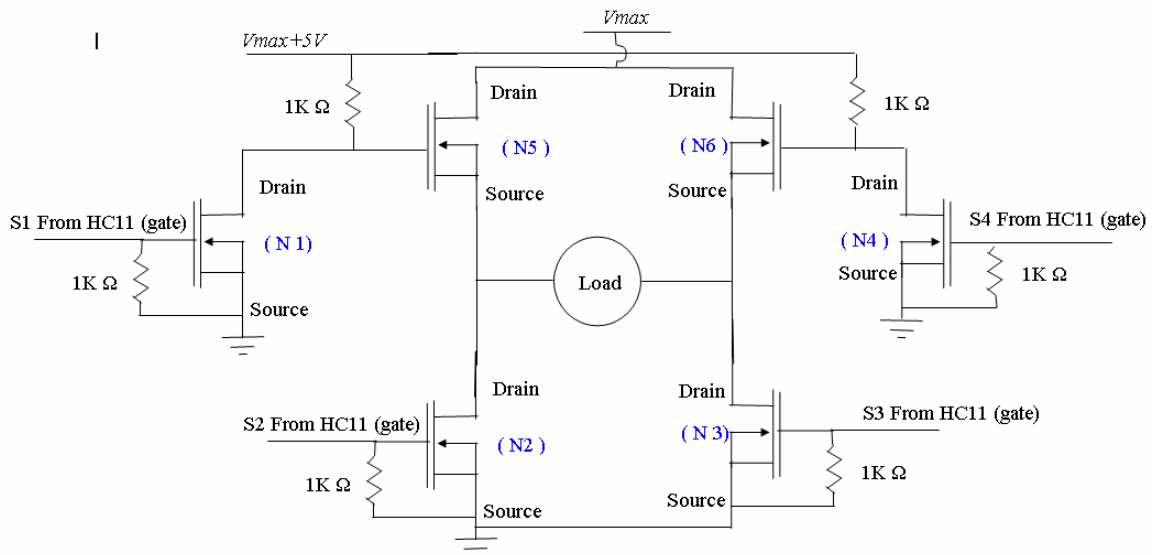 |
Vmax
Vmax+5V
Drain
Drain
1K Ω
1K Ω
( N5 )
( N6 )
Drain
Drain
Source
Source
S1 From HC11 (gate)
S4 From HC11 (gate)
( N 1)
( N4 )
1K Ω
Source
1K Ω
Load
Source
Drain
Drain
S2 From HC11 (gate)
S3 From HC11 (gate)
( N2 )
( N 3)
1K Ω
1K Ω
Source
Source